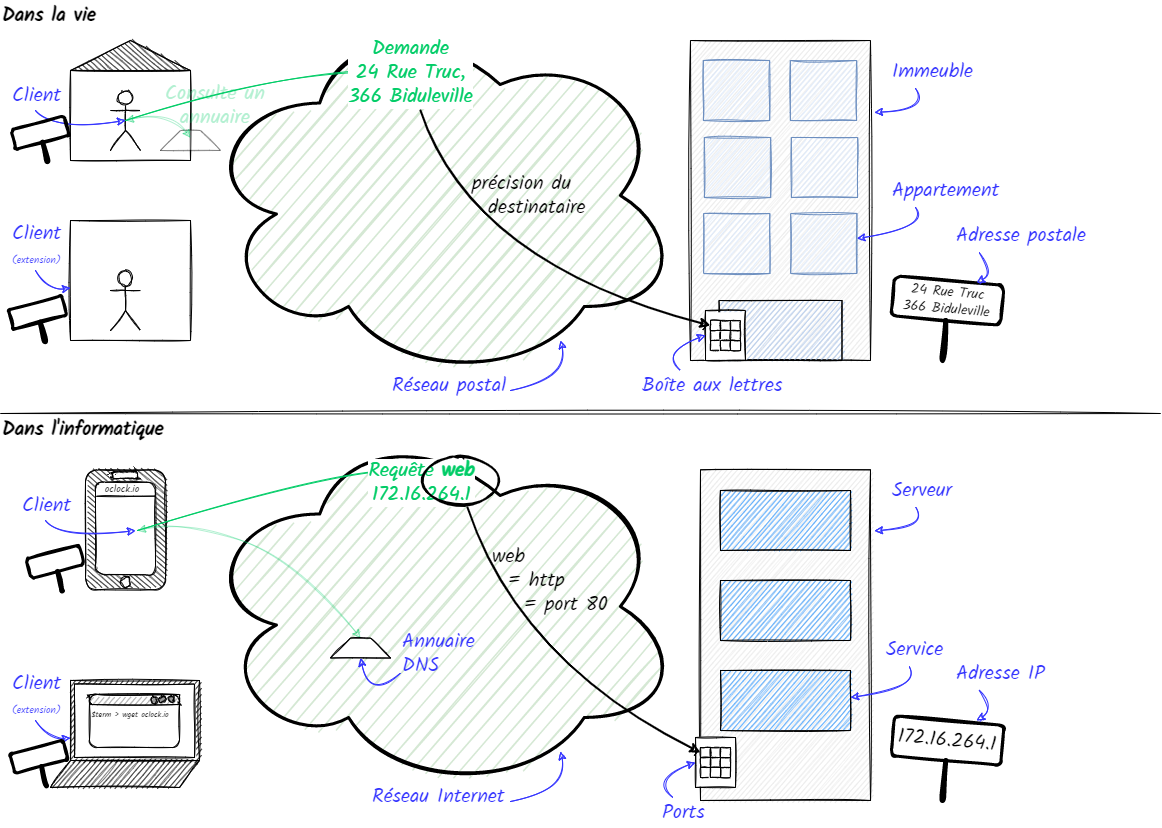 Dans la vie
Demande
24 Rue Truc,
366 Biduleville
Consulte un
annuaire
Client
Immeuble
précision du
destinataire
Appartement
Client
(extension)
Adresse postale
24 Rue Truc
366 Biduleville
Réseau postal
Boîte aux lettres
Dans l'informatique
Requête web
172.16.264.1
oclock.io
Client
Serveur
web
= http
= port 80
Annuaire
DNS
Service
Adresse IP
Client
(extension)
$term > wget oclock.io
172.16.264.1
Réseau Internet
Ports